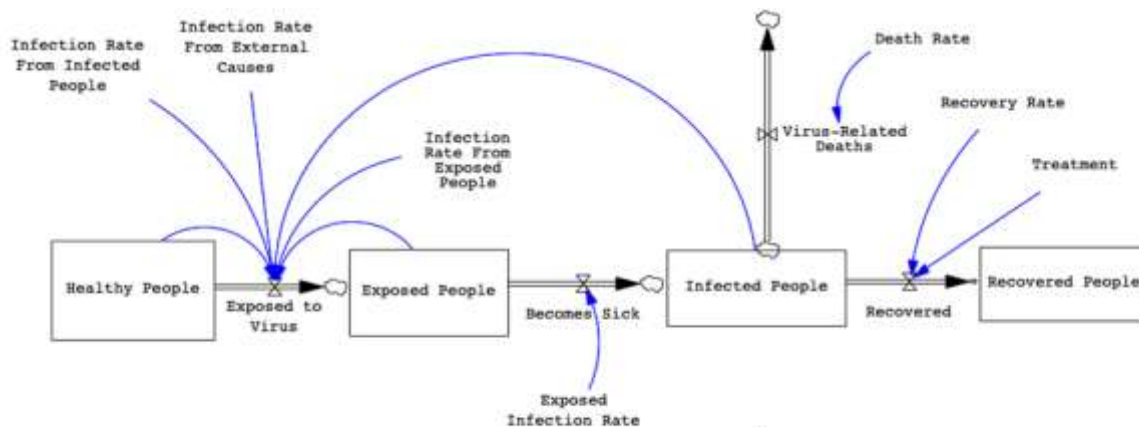 Infection Rate
From Infected
People
Infection Rate
From External
Causes
Infection
Rate From
Exposed
People
Death Rate
Virus-Related
Deaths
Recovery Rate
Treatment
Healthy People
Exposed to
Virus
Exposed People
Becomes Sick
Exposed
Infection Rate
Infected People
Recovered
Recovered People